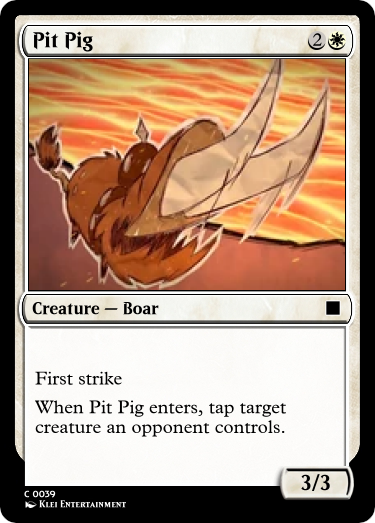 Pit Pig 2
Creature — Boar
First strike
When Pit Pig enters, tap target
creature an opponent controls.
3/3
C 0039
Klei Entertainment